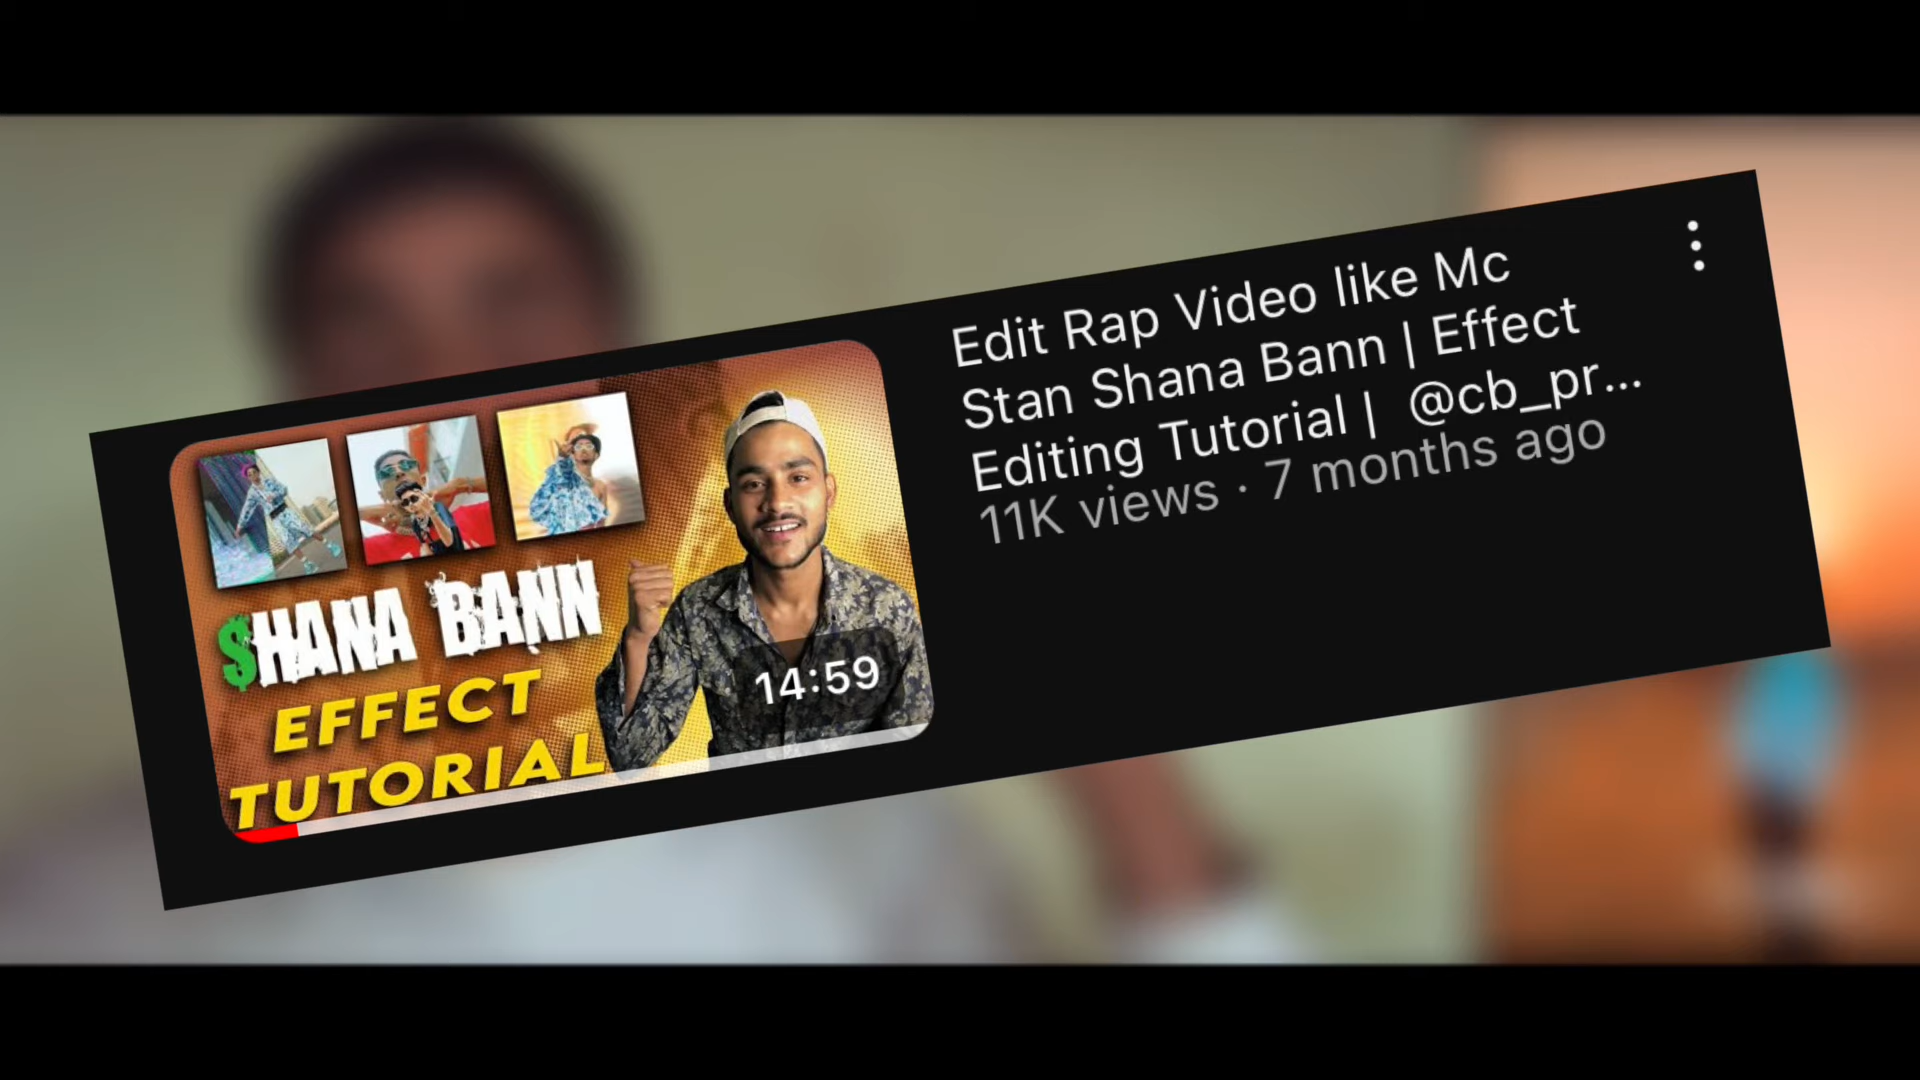 Edit Rap Video like Mc
Stan Shana Bann | Effect
Editing Tutorial | @cb_pr...
11K views · 7 months ago
$HANA BANN
EFFECT
TUTORIAL
14:59